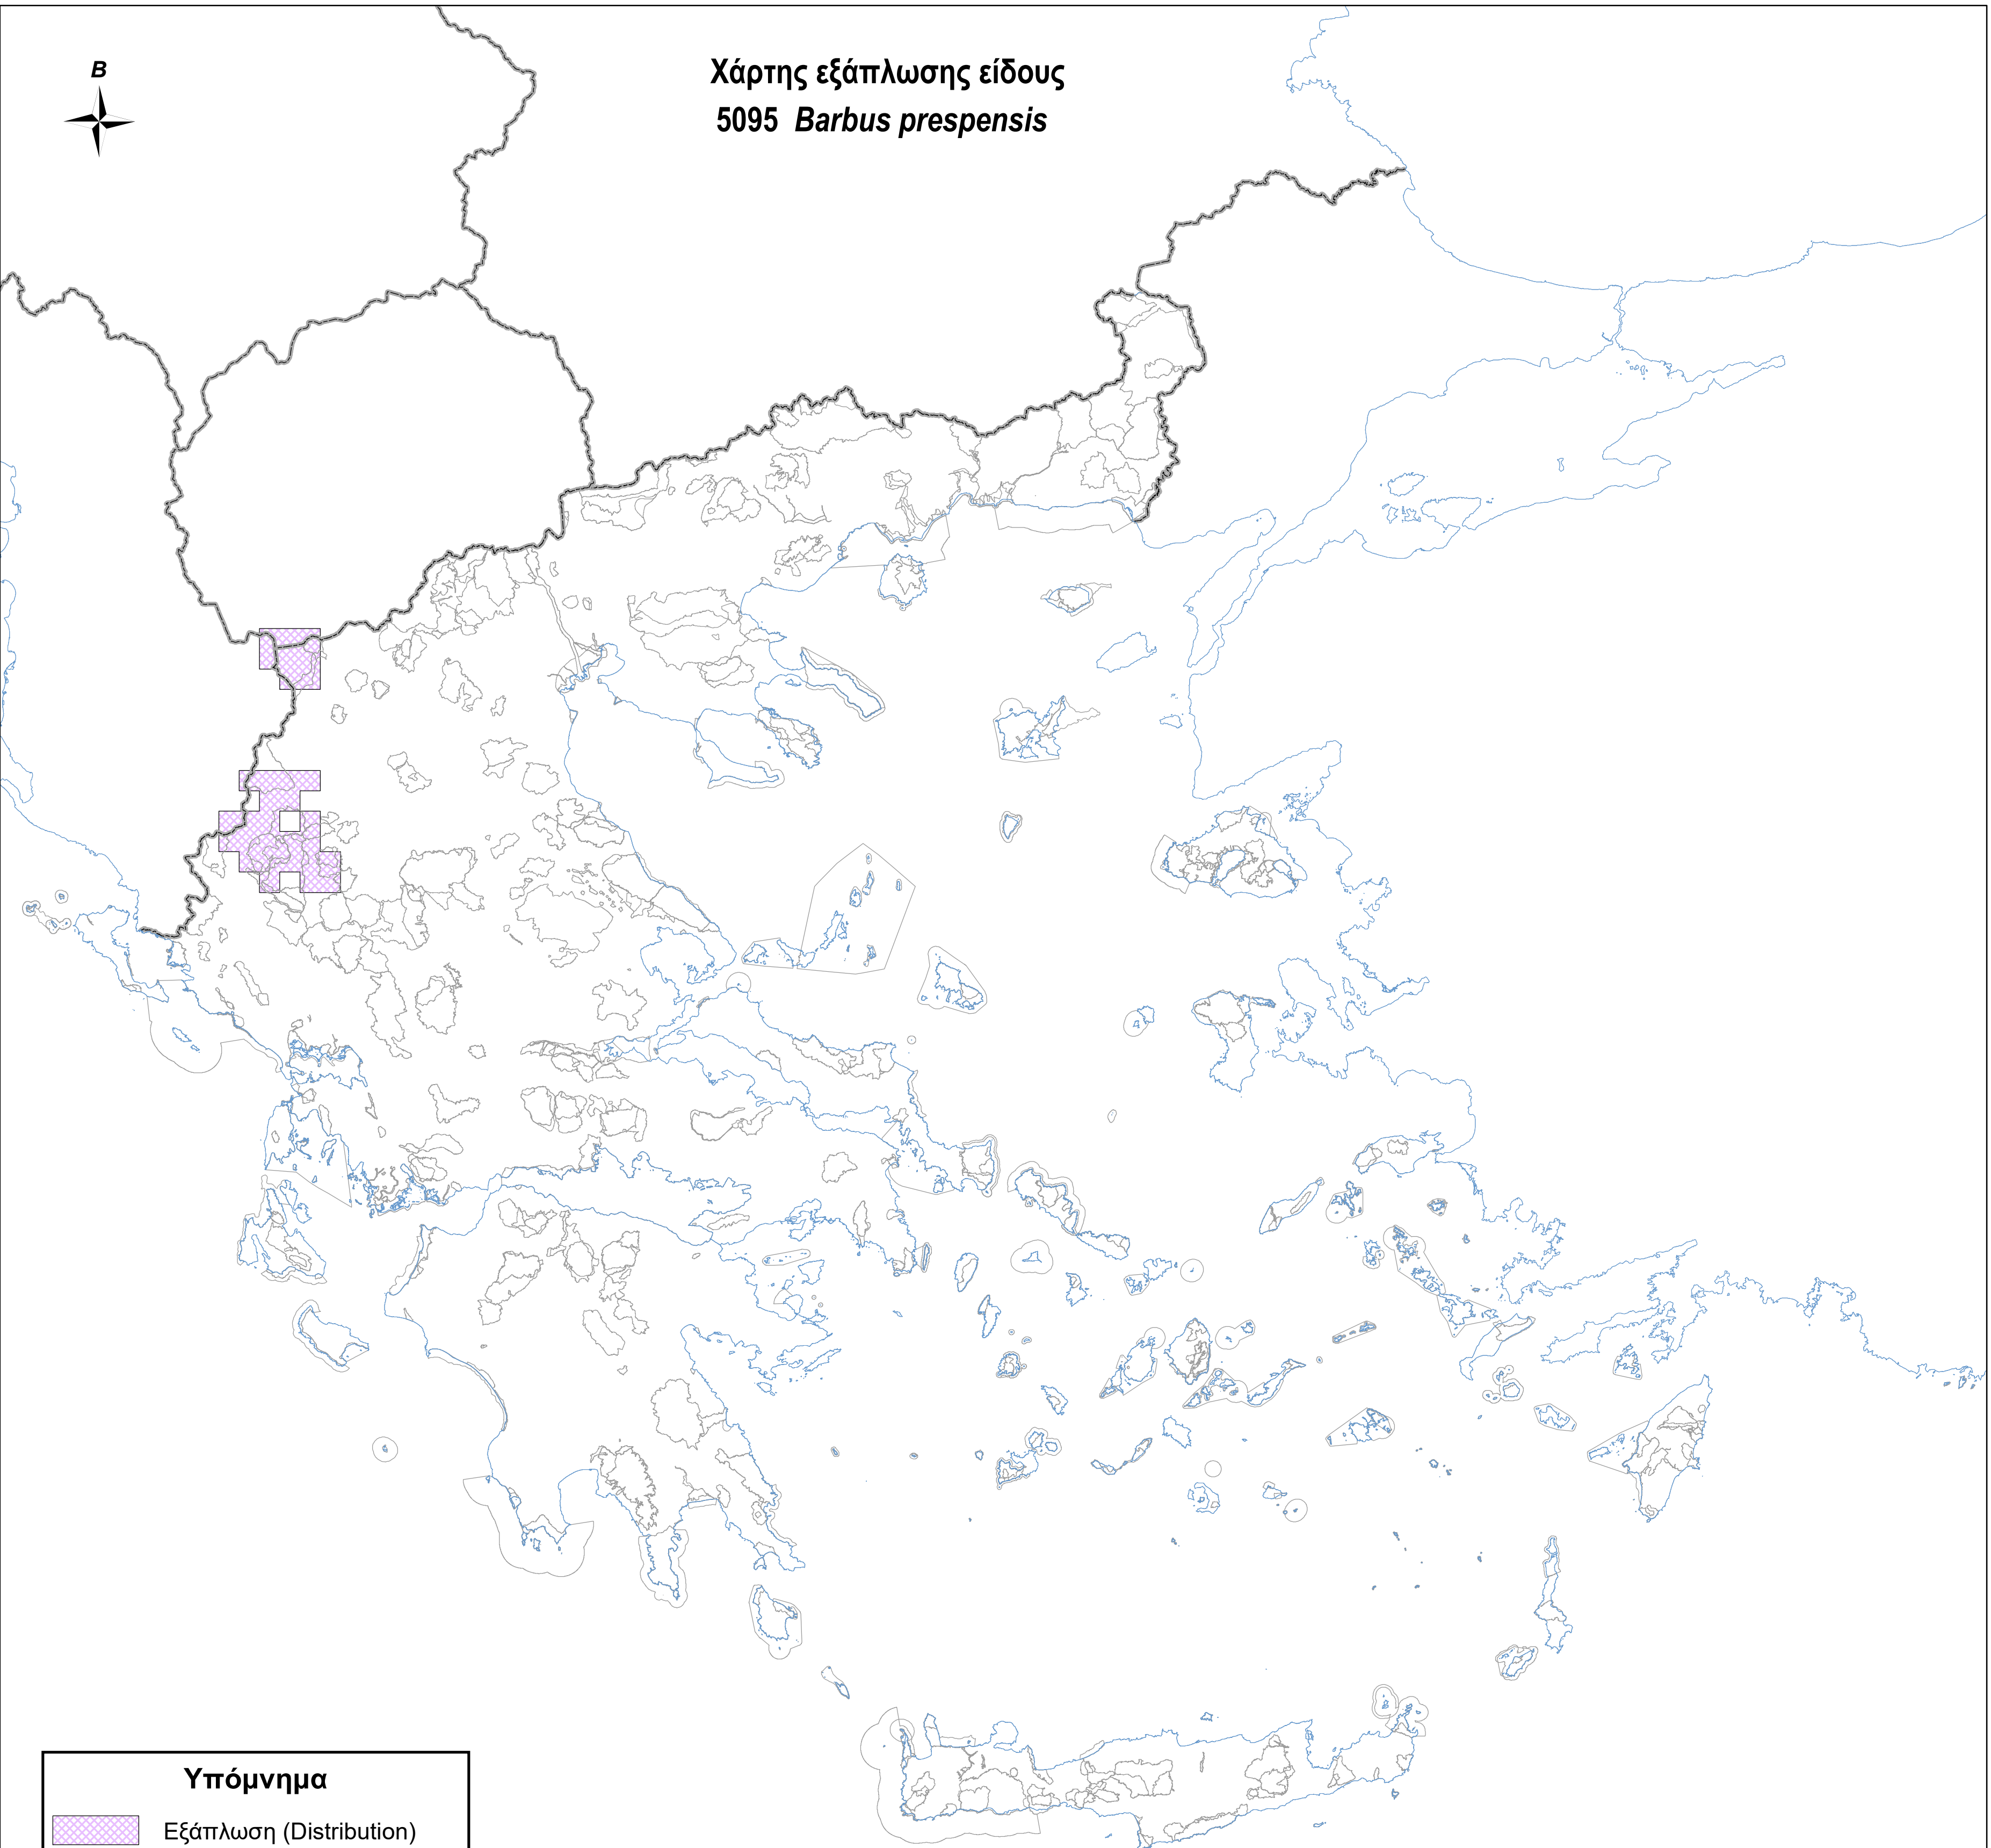 B
Χάρτης εξάπλωσης είδους
5095 Barbus prespensis
Υπόμνημα
Εξάπλωση (Distribution)